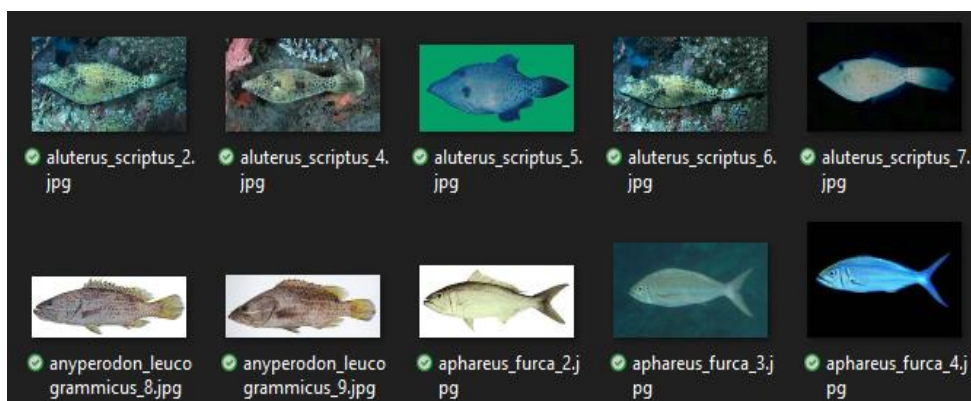 aluterus_scriptus_2.
jpg
aluterus_scriptus_4.
jpg
aluterus_scriptus_5.
jpg
aluterus_scriptus_6.
jpg
aluterus_scriptus_7.
jpg
anyperodon_leuco
grammicus_8.jpg
anyperodon_leuco
grammicus_9.jpg
aphareus_furca_2.j
pg
aphareus_furca_3.j
pg
aphareus_furca_4.j
pg